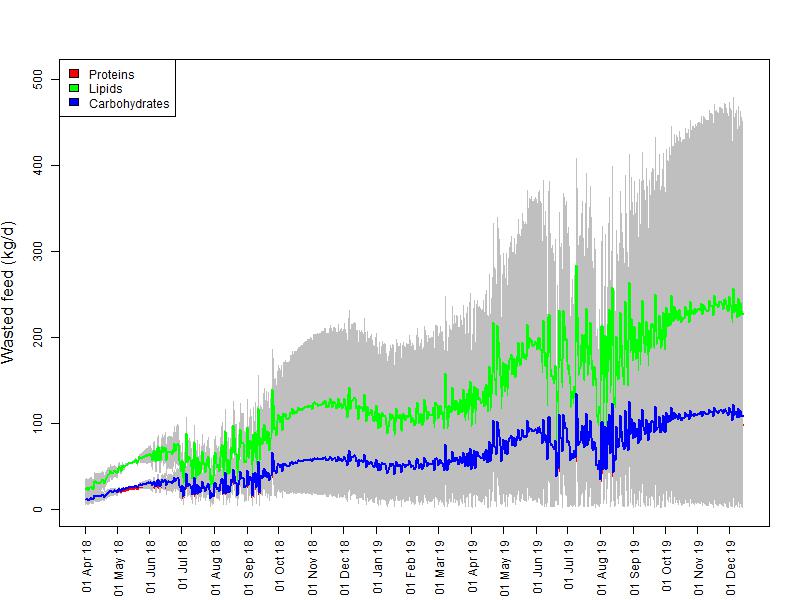 Proteins
Lipids
Carbohydrates
Wasted feed (kg/d)
500
400
300
200
100
0
01 Apr 18
01 May 18
01 Jun 18
01 Jul 18
01 Aug 18
01 Sep 18
01 Oct 18
01 Nov 18
01 Dec 18
01 Jan 19
01 Feb 19
01 Mar 19
01 Apr 19
01 May 19
01 Jun 19
01 Jul 19
01 Aug 19
01 Sep 19
01 Oct 19
01 Nov 19
01 Dec 19